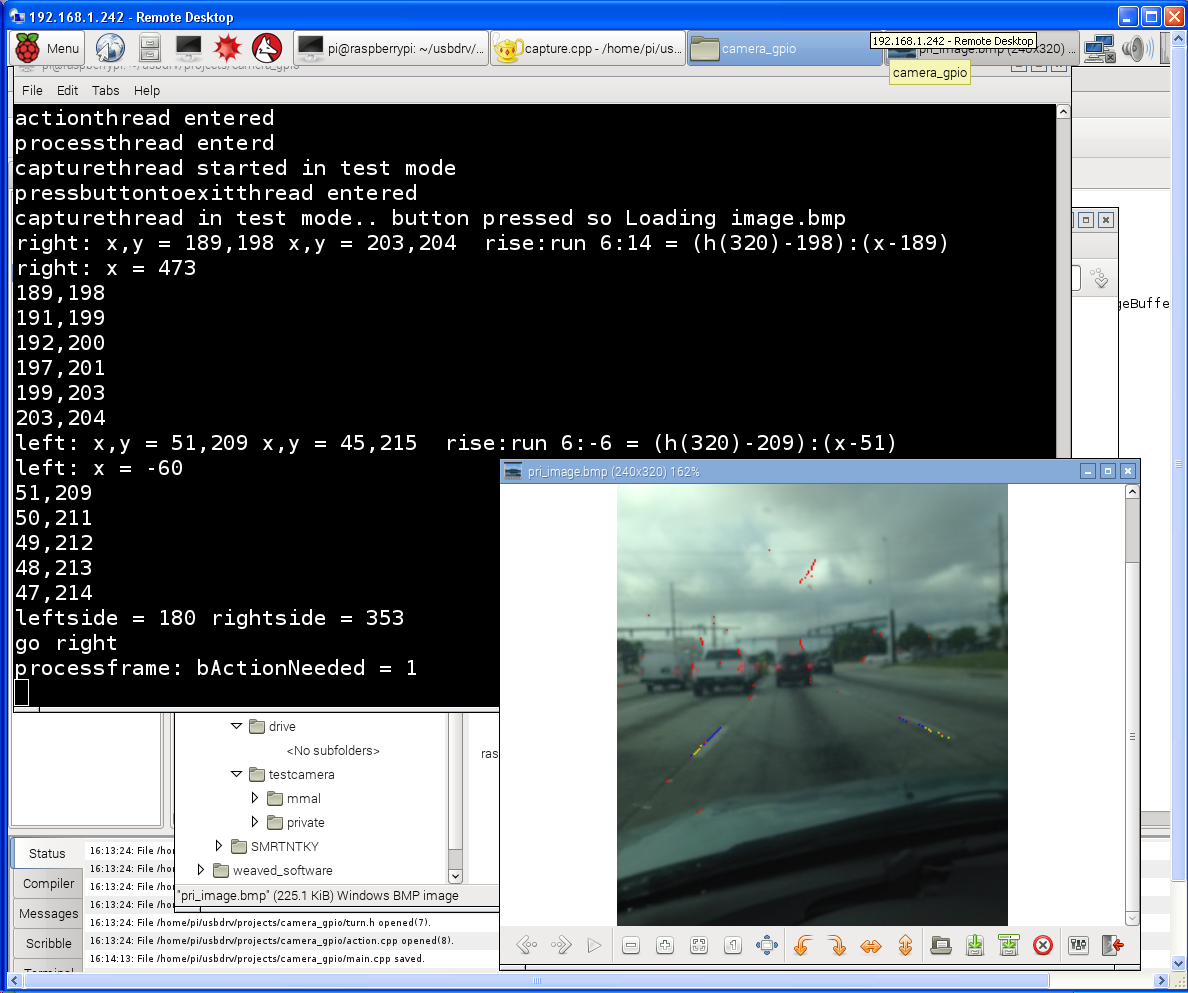 192.168.1.242 - Remote Desktop
Menu
pi@raspberrypi: ~/usbdrv/...
capture.cpp - /home/pi/us...
camera_gpio
192.168.1.242 - Remote Desktop
pri_image.bmp (240x320) ...
camera_gpio
pi@raspberrypi: ~/usbdrv/projects/camera_gpio
File Edit Tabs Help
actionthread entered
processthread enterd
capturethread started in test mode
pressbuttontoexitthread entered
capturethread in test mode.. button pressed so Loading image.bmp
right: x,y = 189,198 x,y = 203,204 rise:run 6:14 = (h(320)-198):(x-189)
right: x = 473
189,198
191,199
192,200
197,201
199,203
203,204
left: x,y = 51,209 x,y = 45,215 rise:run 6:-6 = (h(320)-209):(x-51)
left: x = -60
51,209
50,211
49,212
48,213
47,214
leftside = 180 rightside = 353
go right
processframe: bActionNeeded = 1
geBuffe
pri_image.bmp (240x320) 162%
drive
<No subfolders>
ras
testcamera
mmal
private
SMRTNTKY
weaved_software
"pri_image.bmp" (225.1 KiB) Windows BMP image
Status
Compiler
Messages
Scribble
Terminal
16:13:24: File /ho
16:13:24: File /ho
16:13:24: File /ho
16:13:24: File /ho
16:13:24: File /home/pi/usbdrv/projects/camera_gpio/turn.h opened(7).
16:13:24: File /home/pi/usbdrv/projects/camera_gpio/action.cpp opened(8).
16:14:13: File /home/pi/usbdrv/projects/camera_gpio/main.cpp saved.